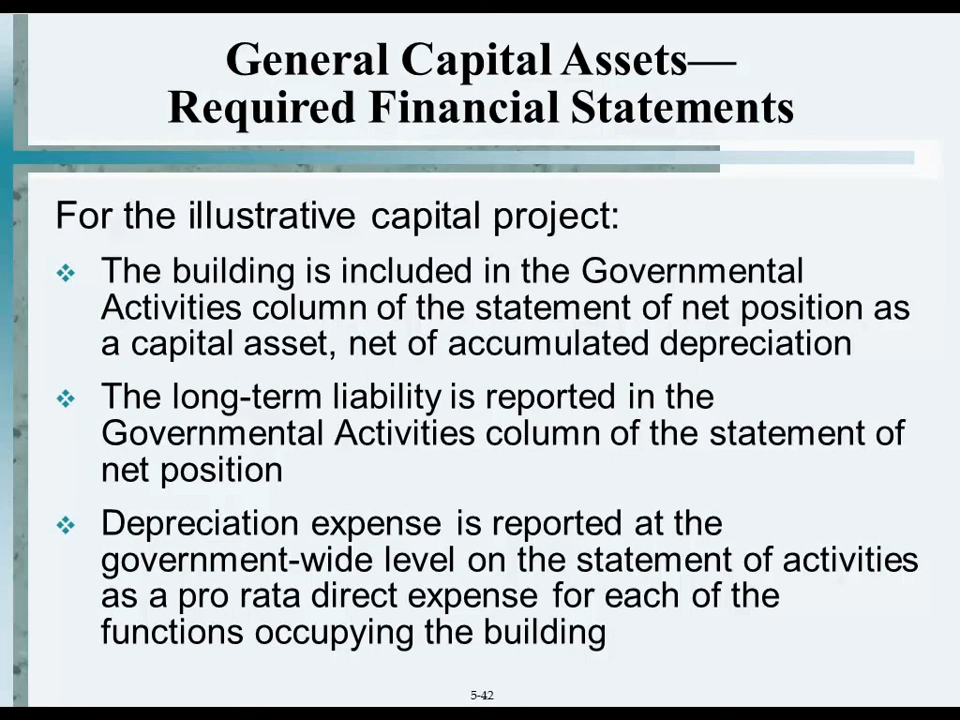 General Capital Assets—
Required Financial Statements
For the illustrative capital project:
❖ The building is included in the Governmental
Activities column of the statement of net position as
a capital asset, net of accumulated depreciation
❖ The long-term liability is reported in the
Governmental Activities column of the statement of
net position
❖ Depreciation expense is reported at the
government-wide level on the statement of activities
as a pro rata direct expense for each of the
functions occupying the building
5-42